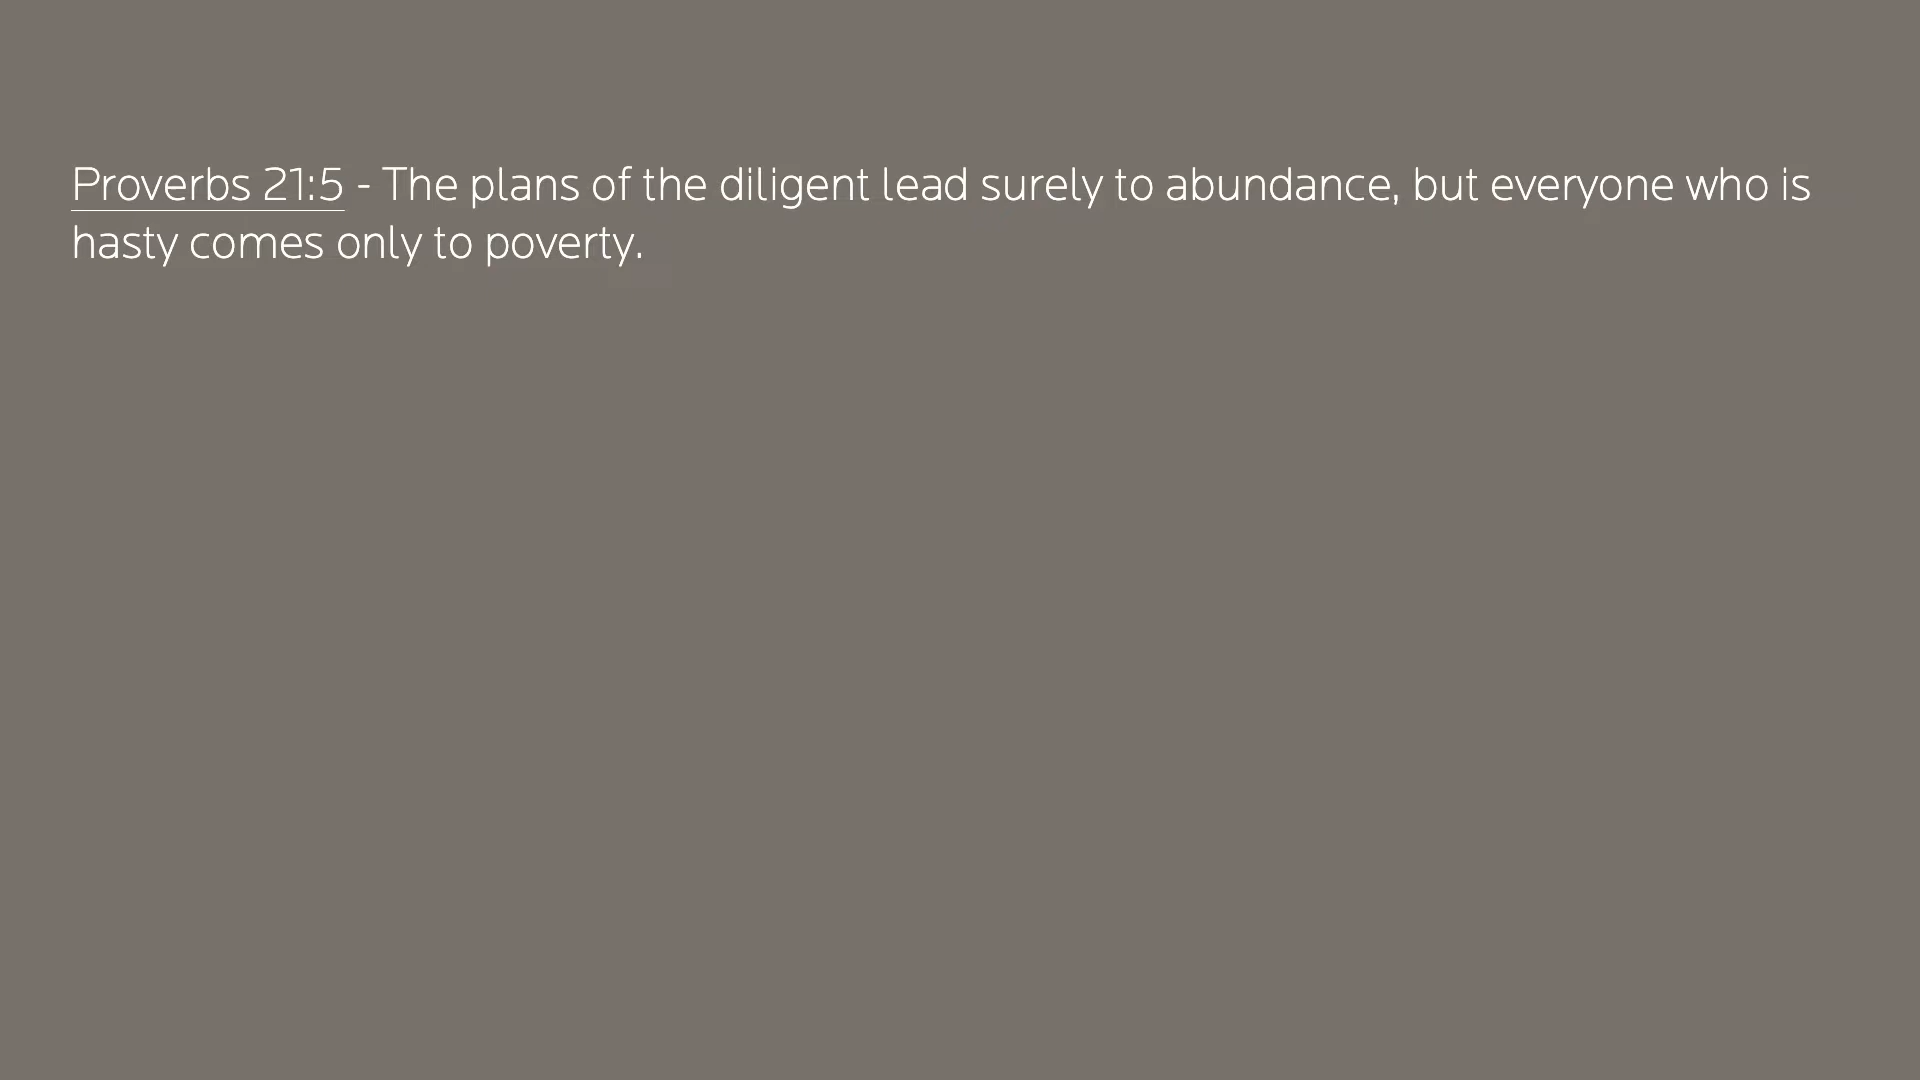 Proverbs 21:5 - The plans of the diligent lead surely to abundance, but everyone who is
hasty comes only to poverty.